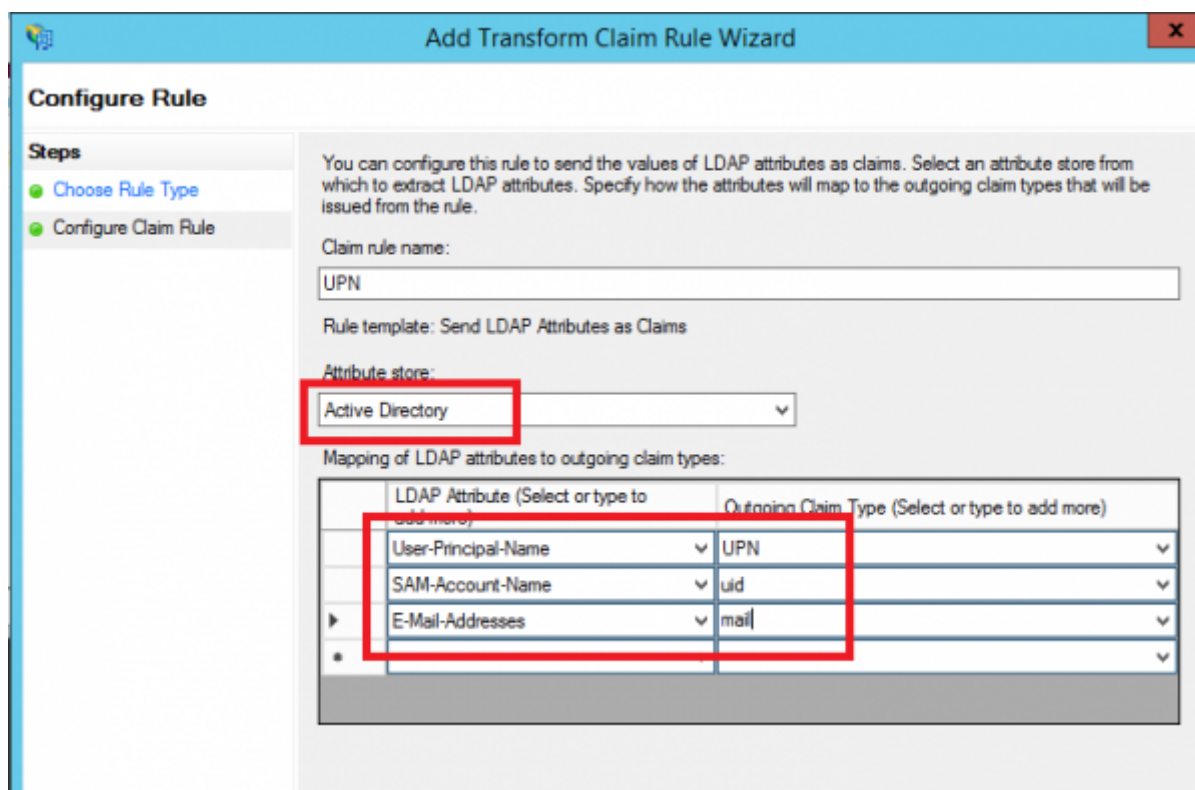 Add Transform Claim Rule Wizard
x
Configure Rule
Steps
Choose Rule Type
Configure Claim Rule
You can configure this rule to send the values of LDAP attributes as claims. Select an attribute store from
which to extract LDAP attributes. Specify how the attributes will map to the outgoing claim types that will be
issued from the rule.
Claim rule name:
UPN
Rule template: Send LDAP Attributes as Claims
Attribute store:
Active Directory
Mapping of LDAP attributes to outgoing claim types:
LDAP Attribute (Select or type to
add more)
Outgoing Claim Type (Select or type to add more)
User-Principal-Name UPN
SAM-Account-Name uid
E-Mail-Addresses mail